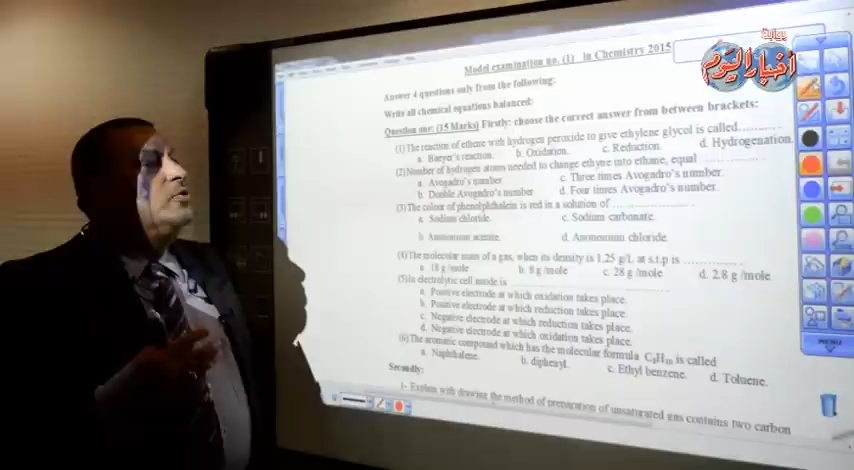 بوابة
أخبار اليوم
Model examination no. (1) in Chemistry 2015
Answer 4 questions only from the following:
Write all chemical equations balanced:
Question one: (15 Marks) Firstly: choose the correct answer from between brackets:
(1) The reaction of ethene with hydrogen peroxide to give ethylene glycol is called............
a. Baeyer's reaction. b. Oxidation. c. Reduction. d. Hydrogenation.
(2) Number of hydrogen atoms needed to change ethyne into ethane, equal ................
a. Avogadro's number c. Three times Avogadro's number.
b. Double Avogadro's number d. Four times Avogadro's number.
(3) The colour of phenolphthalein is red in a solution of .....................
a. Sodium chloride. c. Sodium carbonate.
b. Ammonium acetate. d. Ammonium chloride.
(4) The molecular mass of a gas, when its density is 1.25 g/L at s.t.p is ................
a. 18 g /mole b. 8 g /mole c. 28 g /mole d. 2.8 g /mole
(5) In electrolytic cell anode is ........................................
a. Positive electrode at which oxidation takes place.
b. Positive electrode at which reduction takes place.
c. Negative electrode at which reduction takes place.
d. Negative electrode at which oxidation takes place.
(6) The aromatic compound which has the molecular formula C₈H₁₀ is called
a. Naphthalene. b. diphenyl. c. Ethyl benzene. d. Toluene.
Secondly:
1- Explain with drawing the method of preparation of unsaturated gas contains two carbon
MENU